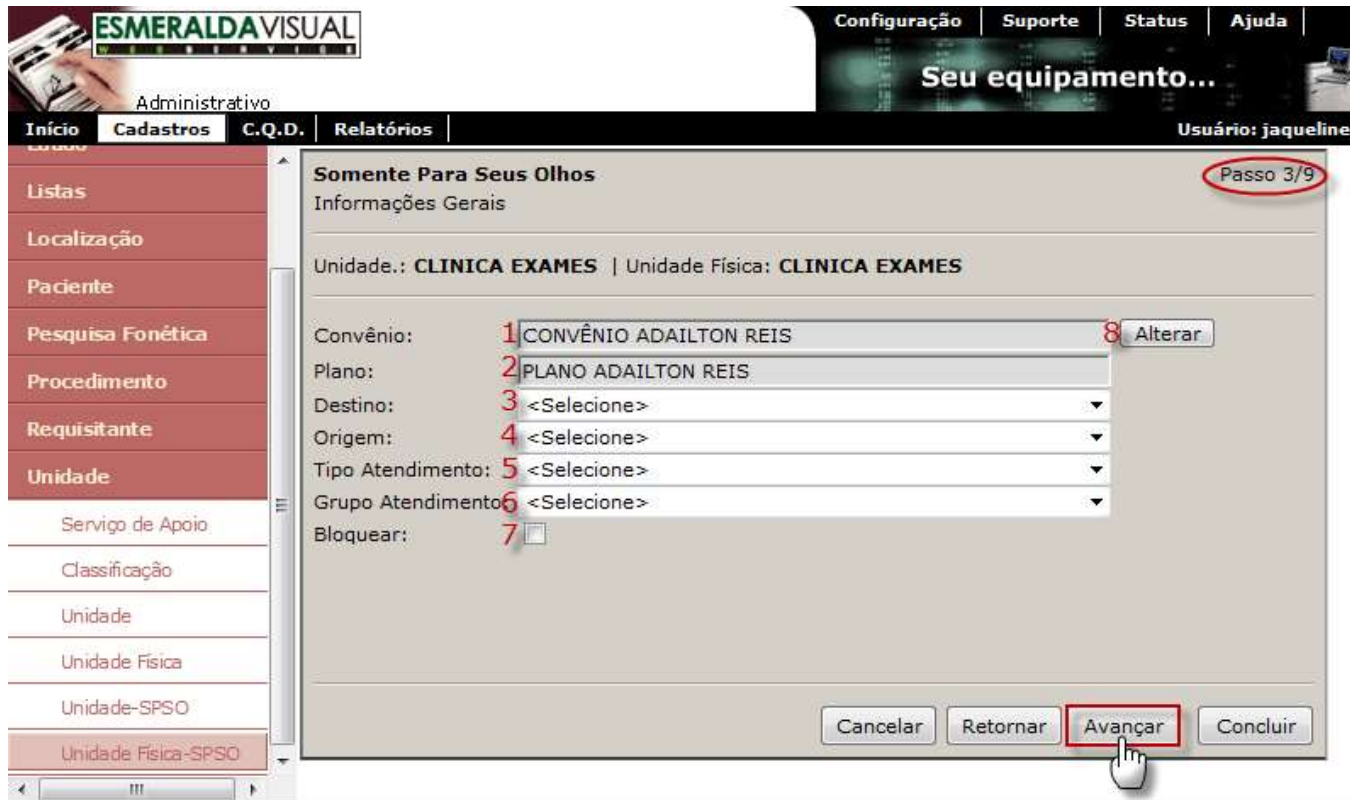 ESMERALDAVISUAL
WEBSERVICE
Administrativo
Configuração Suporte Status Ajuda
Seu equipamento...
Início Cadastros C.Q.D. Relatórios
Usuário: jaqueline
Listas
Localização
Paciente
Pesquisa Fonética
Procedimento
Requisitante
Unidade
Serviço de Apoio
Classificação
Unidade
Unidade Física
Unidade-SPSO
Unidade Física-SPSO
Somente Para Seus Olhos
Passo 3/9
Informações Gerais
Unidade.: CLINICA EXAMES | Unidade Física: CLINICA EXAMES
Convênio: 1 CONVÊNIO ADAILTON REIS 8 Alterar
Plano: 2 PLANO ADAILTON REIS
Destino: 3 <Selecione>
Origem: 4 <Selecione>
Tipo Atendimento: 5 <Selecione>
Grupo Atendimento 6 <Selecione>
Bloquear: 7
Cancelar Retornar Avançar Concluir